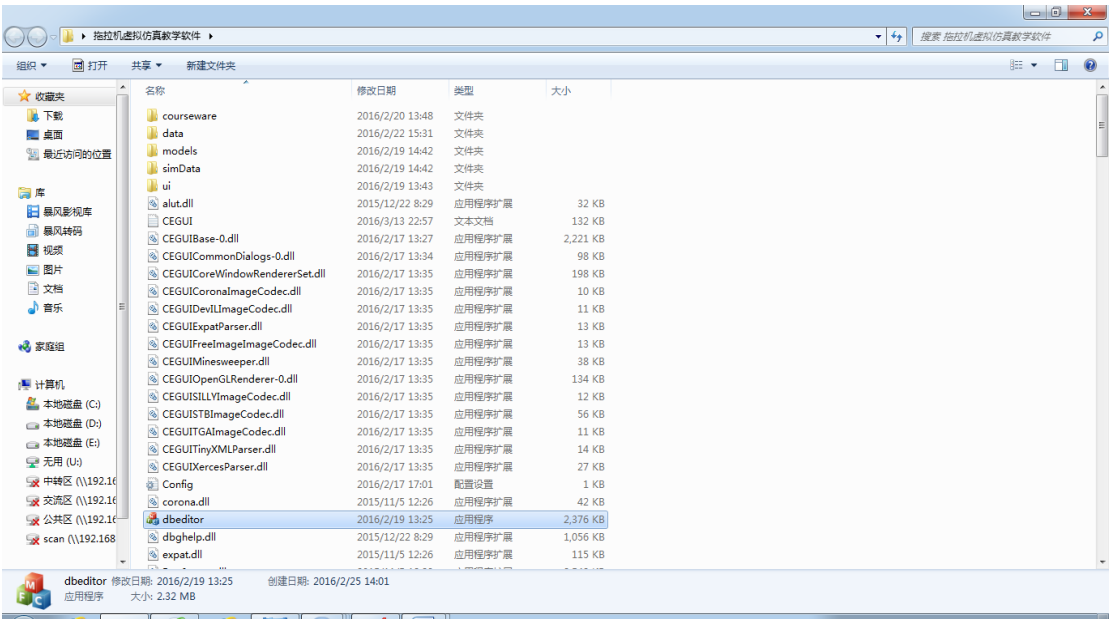 拖拉机虚拟仿真教学软件
搜索 拖拉机虚拟仿真教学软件
组织 打开 共享 新建文件夹
名称 修改日期 类型 大小
收藏夹
下载
桌面
最近访问的位置
库
暴风影视库
暴风转码
视频
图片
文档
音乐
家庭组
计算机
本地磁盘 (C:)
本地磁盘 (D:)
本地磁盘 (E:)
无用 (U:)
中转区 (\\192.16
交流区 (\\192.16
公共区 (\\192.16
scan (\\192.168
courseware 2016/2/20 13:48 文件夹
data 2016/2/22 15:31 文件夹
models 2016/2/19 14:42 文件夹
simData 2016/2/19 14:42 文件夹
ui 2016/2/19 13:43 文件夹
alut.dll 2015/12/22 8:29 应用程序扩展 32 KB
CEGUI 2016/3/13 22:57 文本文档 132 KB
CEGUIBase-0.dll 2016/2/17 13:27 应用程序扩展 2,221 KB
CEGUICommonDialogs-0.dll 2016/2/17 13:34 应用程序扩展 98 KB
CEGUICoreWindowRendererSet.dll 2016/2/17 13:35 应用程序扩展 198 KB
CEGUICoronaImageCodec.dll 2016/2/17 13:35 应用程序扩展 10 KB
CEGUIDevILImageCodec.dll 2016/2/17 13:35 应用程序扩展 11 KB
CEGUIExpatParser.dll 2016/2/17 13:35 应用程序扩展 13 KB
CEGUIFreeImageImageCodec.dll 2016/2/17 13:35 应用程序扩展 13 KB
CEGUIMinesweeper.dll 2016/2/17 13:35 应用程序扩展 38 KB
CEGUIOpenGLRenderer-0.dll 2016/2/17 13:35 应用程序扩展 134 KB
CEGUISILLYImageCodec.dll 2016/2/17 13:35 应用程序扩展 12 KB
CEGUISTBImageCodec.dll 2016/2/17 13:35 应用程序扩展 56 KB
CEGUITGAImageCodec.dll 2016/2/17 13:35 应用程序扩展 11 KB
CEGUITinyXMLParser.dll 2016/2/17 13:35 应用程序扩展 14 KB
CEGUIXercesParser.dll 2016/2/17 13:35 应用程序扩展 27 KB
Config 2016/2/17 17:01 配置设置 1 KB
corona.dll 2015/11/5 12:26 应用程序扩展 42 KB
dbeditor 2016/2/19 13:25 应用程序 2,376 KB
dbghelp.dll 2015/12/22 8:29 应用程序扩展 1,056 KB
expat.dll 2015/11/5 12:26 应用程序扩展 115 KB
dbeditor 修改日期: 2016/2/19 13:25 创建日期: 2016/2/25 14:01
应用程序 大小: 2.32 MB